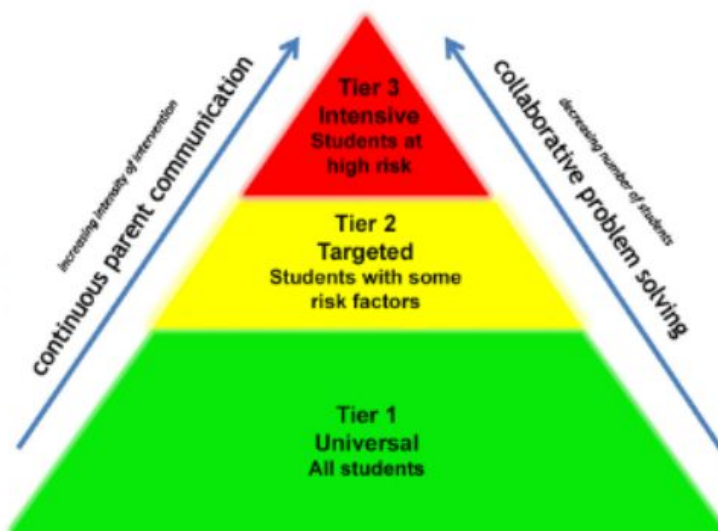 Tier 3
Intensive
Students at
high risk
Tier 2
Targeted
Students with some
risk factors
Tier 1
Universal
All students
increasing intensity of intervention
continuous parent communication
decreasing number of students
collaborative problem solving